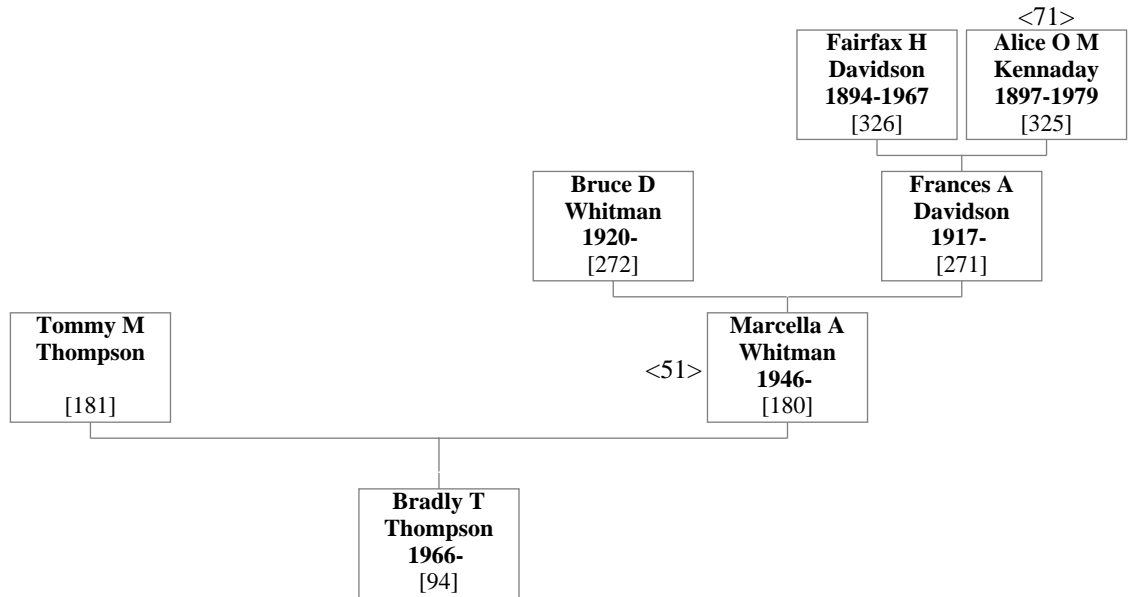 <71>
Fairfax H
Davidson
1894-1967
[326]
Alice O M
Kennaday
1897-1979
[325]
Bruce D
Whitman
1920-
[272]
Frances A
Davidson
1917-
[271]
Tommy M
Thompson
[181]
<51>
Marcella A
Whitman
1946-
[180]
Bradly T
Thompson
1966-
[94]